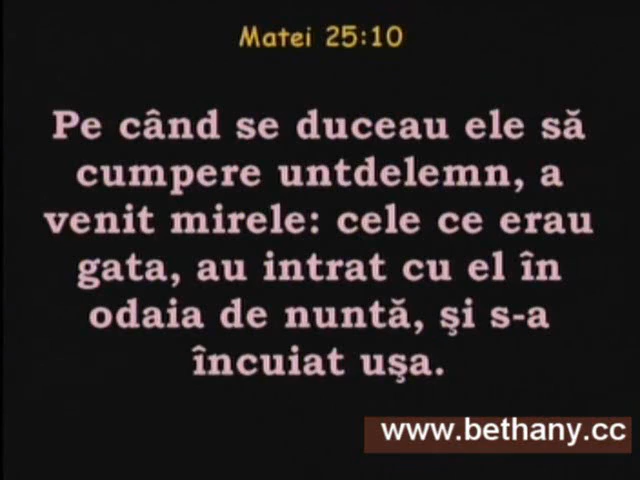 Matei 25:10
Pe când se duceau ele să
cumpere untdelemn, a
venit mirele: cele ce erau
gata, au intrat cu el în
odaia de nuntă, şi s-a
încuiat uşa.
www.bethany.cc